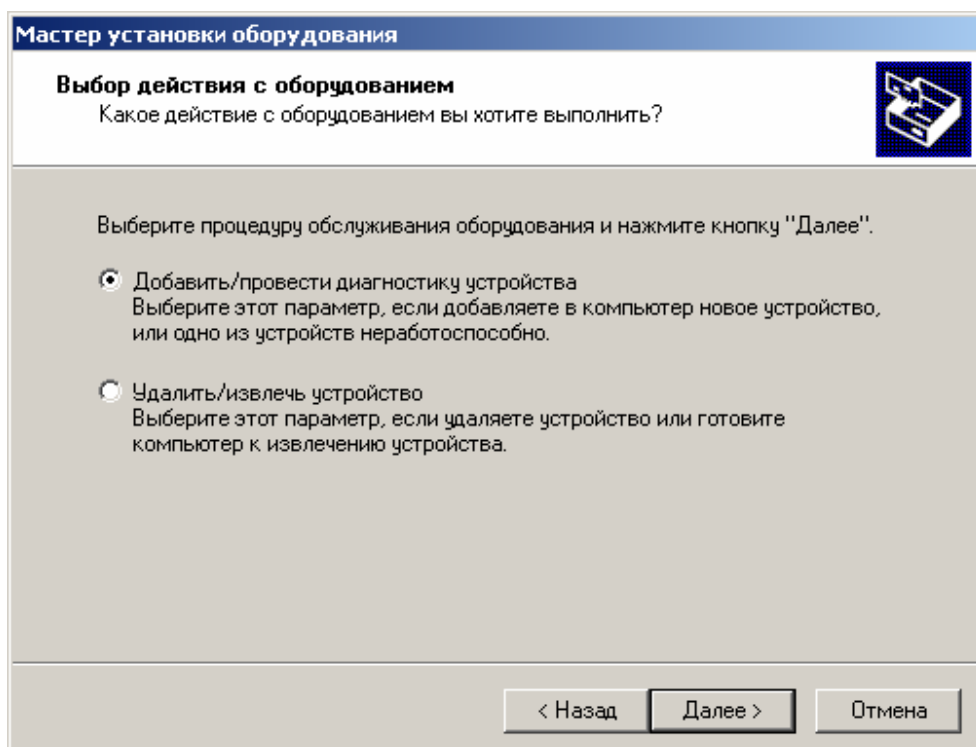 Мастер установки оборудования
Выбор действия с оборудованием
Какое действие с оборудованием вы хотите выполнить?
Выберите процедуру обслуживания оборудования и нажмите кнопку "Далее".
Добавить/провести диагностику устройства
Выберите этот параметр, если добавляете в компьютер новое устройство,
или одно из устройств неработоспособно.
Удалить/извлечь устройство
Выберите этот параметр, если удаляете устройство или готовите
компьютер к извлечению устройства.
< Назад
Далее >
Отмена